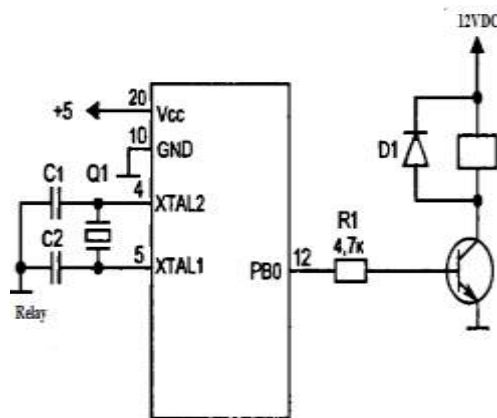 12VDC
20
+5
Vcc
10
GND
D1
C1
Q1
4
XTAL2
C2
5
XTAL1
12
PB0
R1
4,7к
Relay